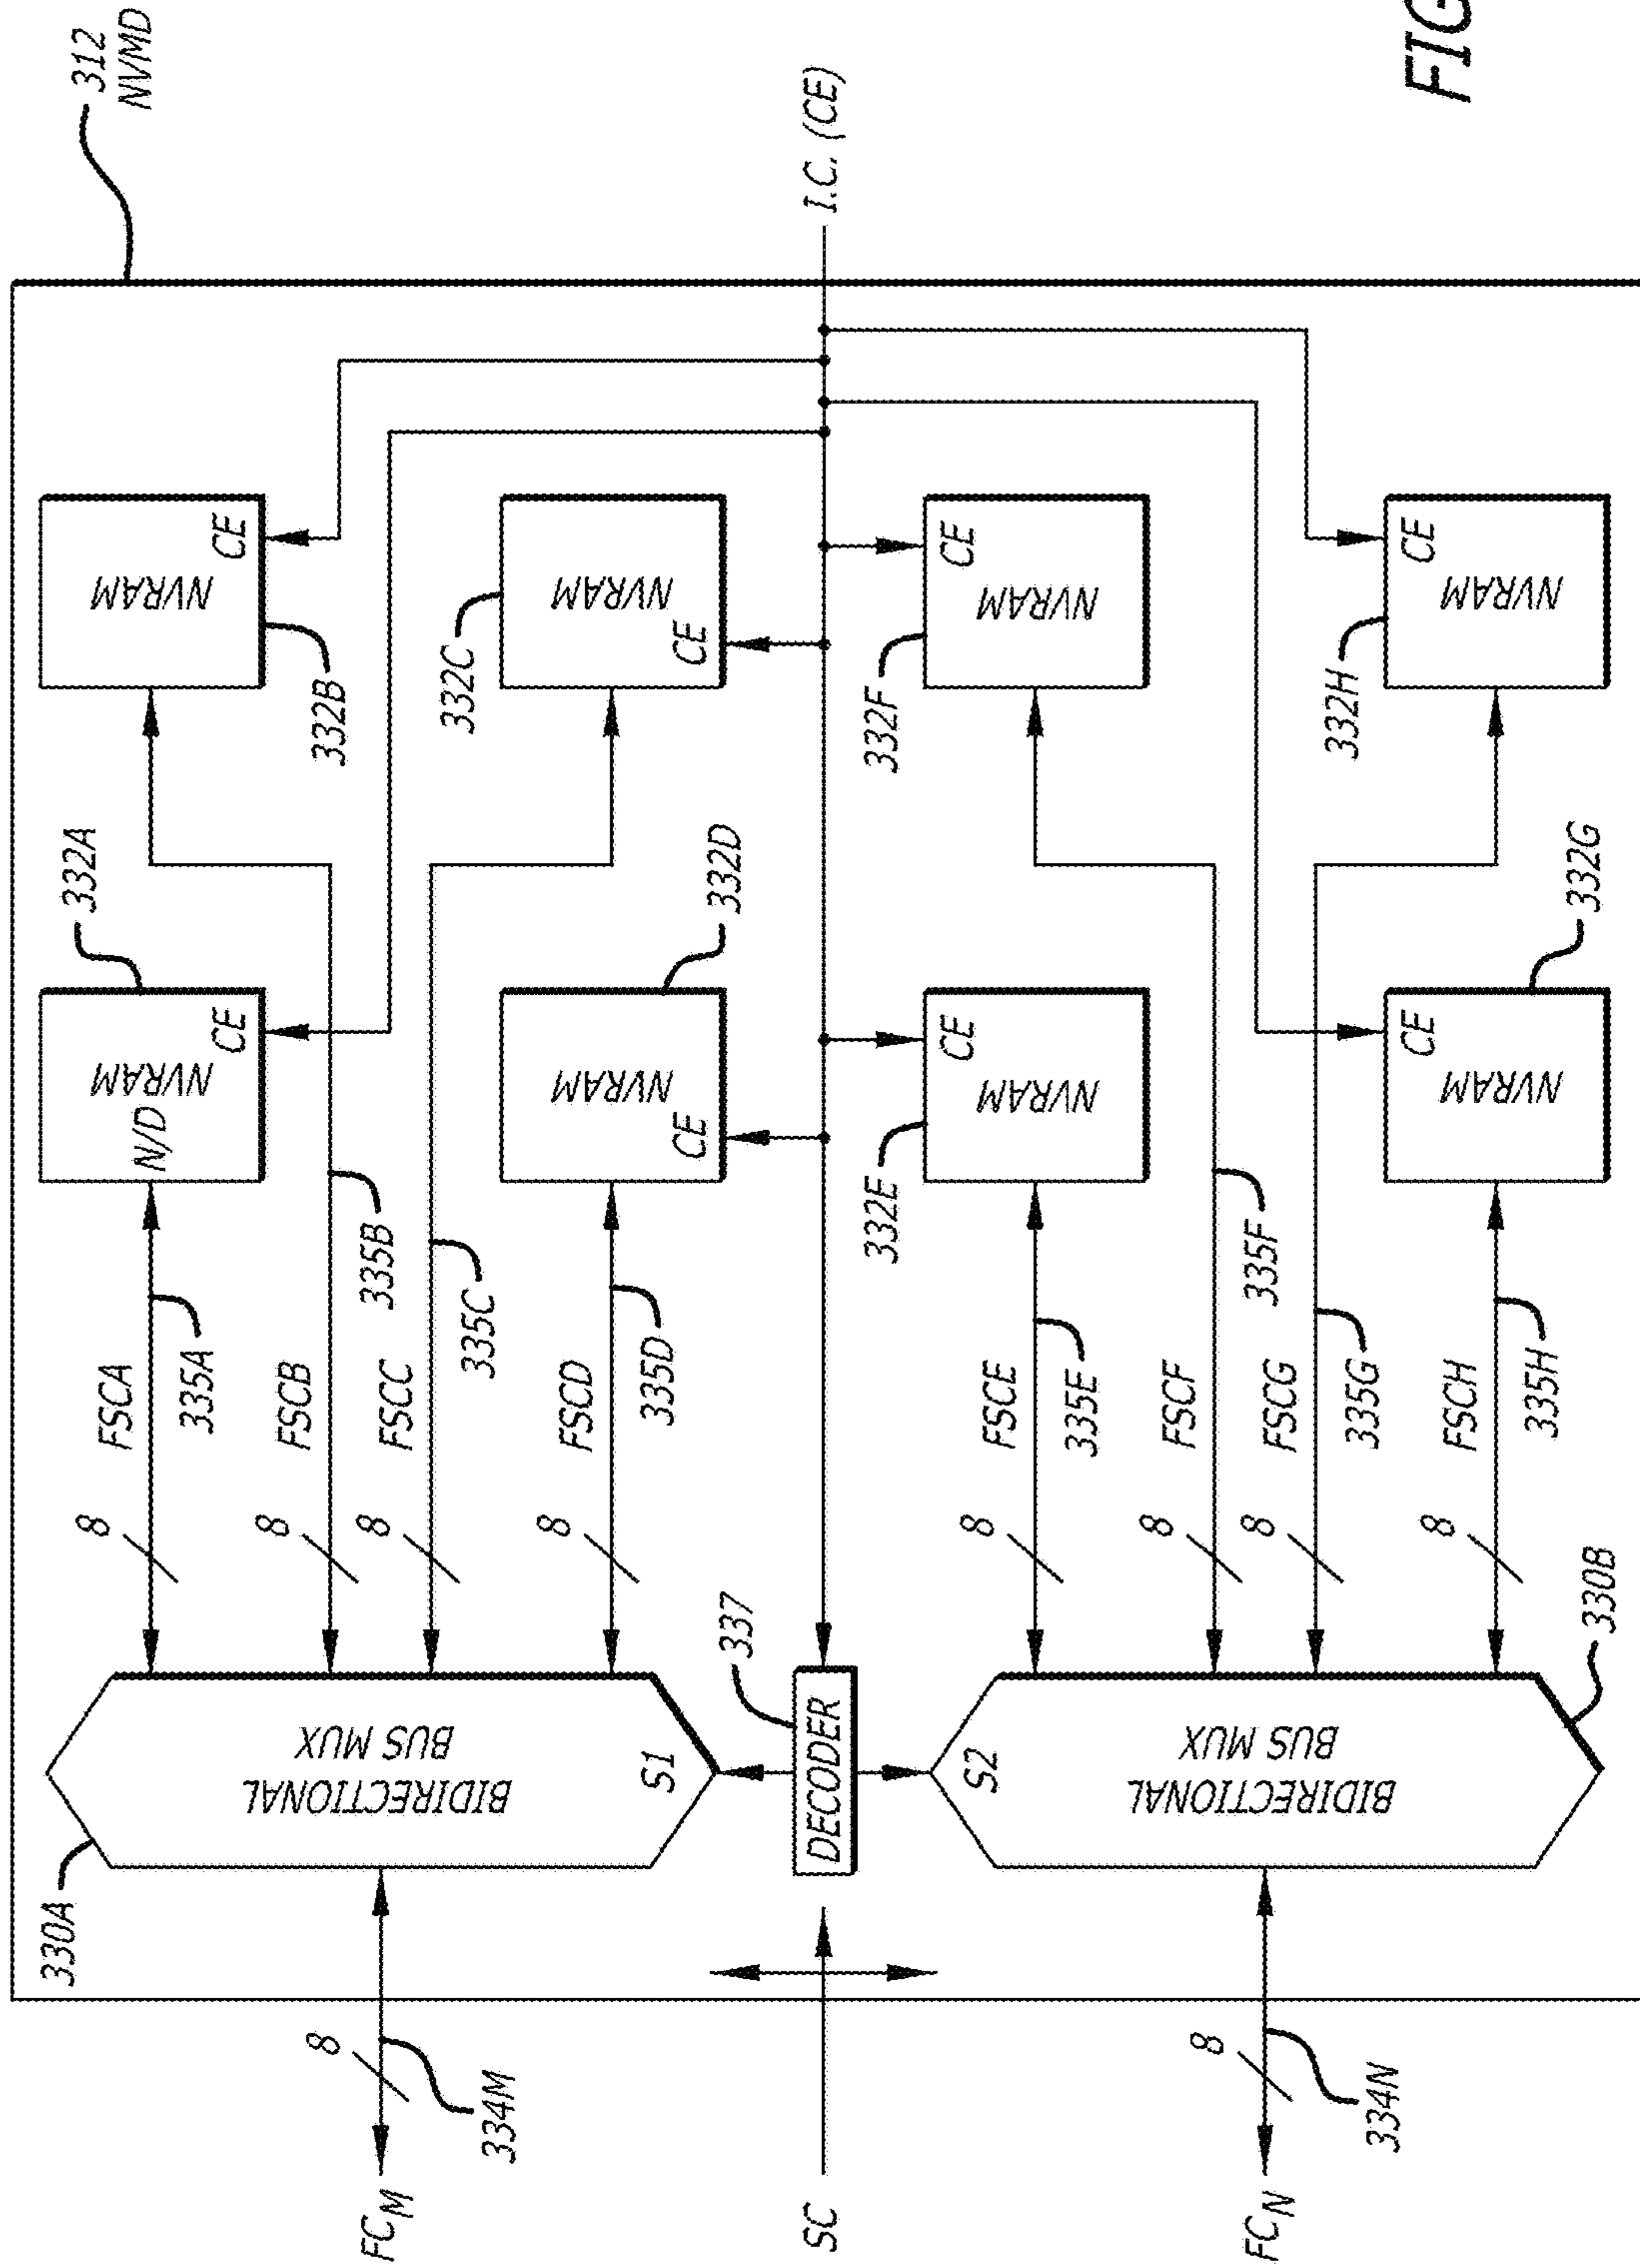 312
NVMD
I.C. (CE)
FIG
332A
332B
NVRAM
N/D
CE
NVRAM
CE
332D
332C
NVRAM
CE
NVRAM
CE
332E
332F
NVRAM
CE
NVRAM
CE
332G
332H
NVRAM
CE
NVRAM
CE
8
FSCA
335A
8
FSCB
335B
8
FSCC
335C
8
FSCD
335D
8
FSCE
335E
8
FSCF
335F
8
FSCG
335G
8
FSCH
335H
330A
BIDIRECTIONAL
BUS MUX
S1
337
DECODER
S2
BIDIRECTIONAL
BUS MUX
330B
8
334M
FCM
SC
8
334N
FCN